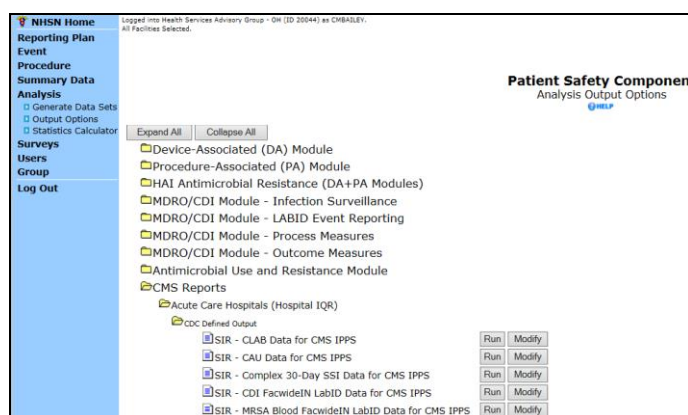 NHSN Home
Reporting Plan
Event
Procedure
Summary Data
Analysis
Generate Data Sets
Output Options
Statistics Calculator
Surveys
Users
Group
Log Out
Logged into Health Services Advisory Group - OH (ID 20044) as CMBAILEY.
All Facilities Selected.
Patient Safety Componen
Analysis Output Options
HELP
Expand All Collapse All
Device-Associated (DA) Module
Procedure-Associated (PA) Module
HAI Antimicrobial Resistance (DA+PA Modules)
MDRO/CDI Module - Infection Surveillance
MDRO/CDI Module - LABID Event Reporting
MDRO/CDI Module - Process Measures
MDRO/CDI Module - Outcome Measures
Antimicrobial Use and Resistance Module
CMS Reports
Acute Care Hospitals (Hospital IQR)
CDC Defined Output
SIR - CLAB Data for CMS IPPS Run Modify
SIR - CAU Data for CMS IPPS Run Modify
SIR - Complex 30-Day SSI Data for CMS IPPS Run Modify
SIR - CDI FacwideIN LabID Data for CMS IPPS Run Modify
SIR - MRSA Blood FacwideIN LabID Data for CMS IPPS Run Modify